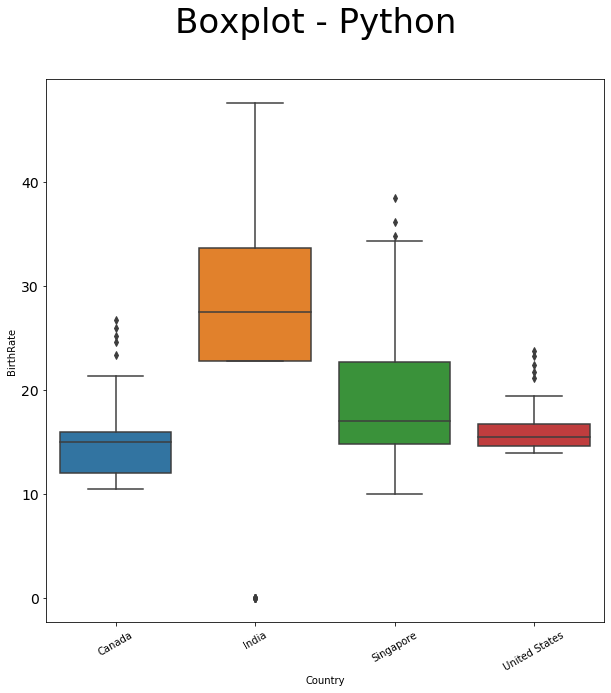 Boxplot - Python
BirthRate
40
30
20
10
0
Canada
India
Singapore
United States
Country